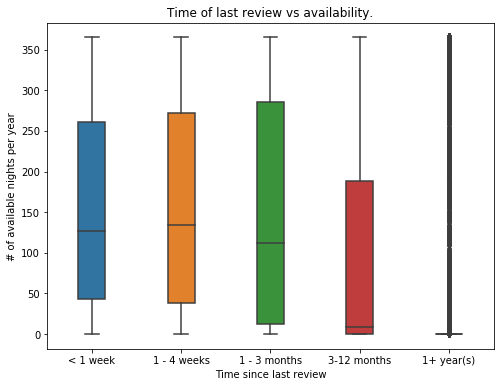 Time of last review vs availability.
# of available nights per year
350
300
250
200
150
100
50
0
< 1 week
1 - 4 weeks
1 - 3 months
3-12 months
1+ year(s)
Time since last review